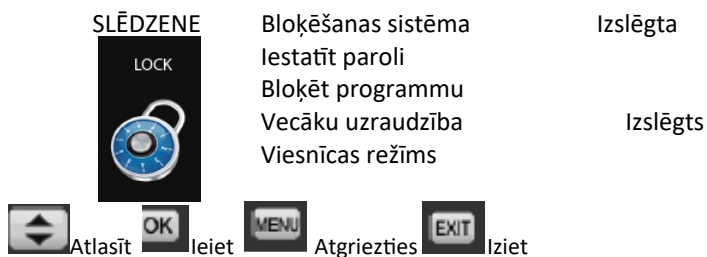 SLĒDZENE Bloķēšanas sistēma Izslēgta
LOCK Iestatīt paroli
Bloķēt programmu
Vecāku uzraudzība Izslēgts
Viesnīcas režīms
Atlasīt OK Ieiet MENU Atgriezties EXIT Iziet